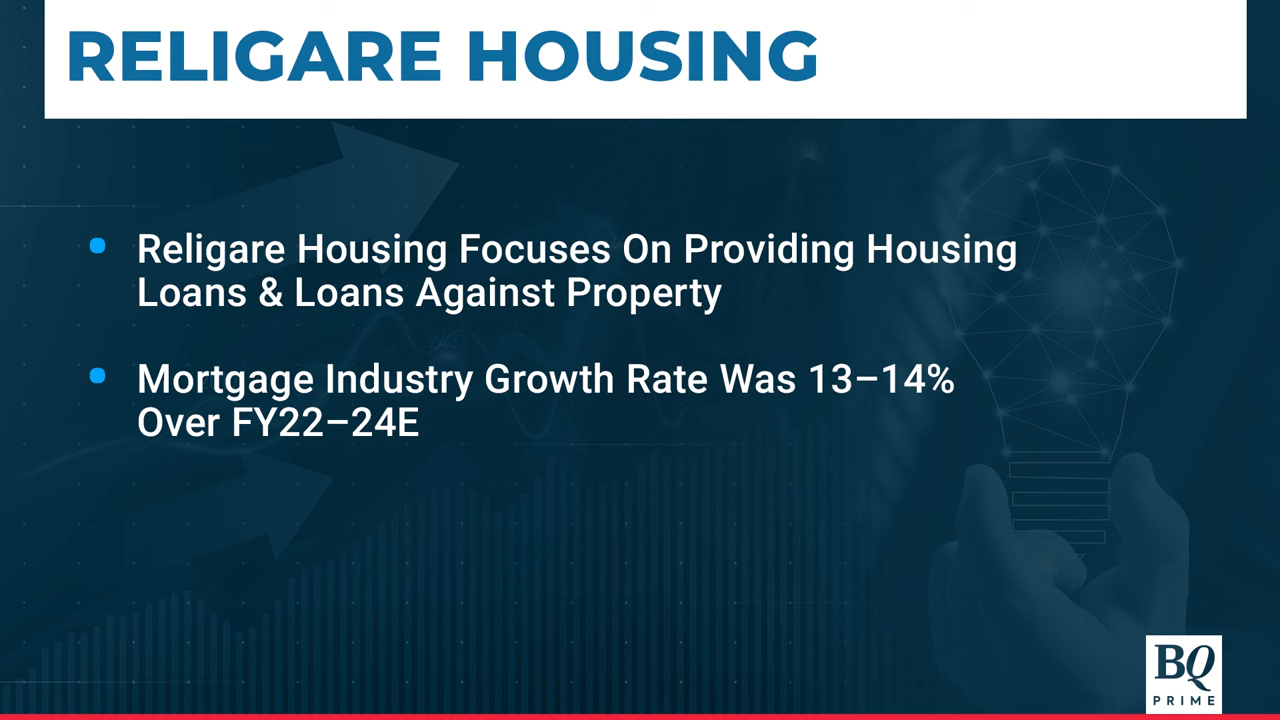 RELIGARE HOUSING
Religare Housing Focuses On Providing Housing
Loans & Loans Against Property
Mortgage Industry Growth Rate Was 13–14%
Over FY22–24E
BQ
PRIME